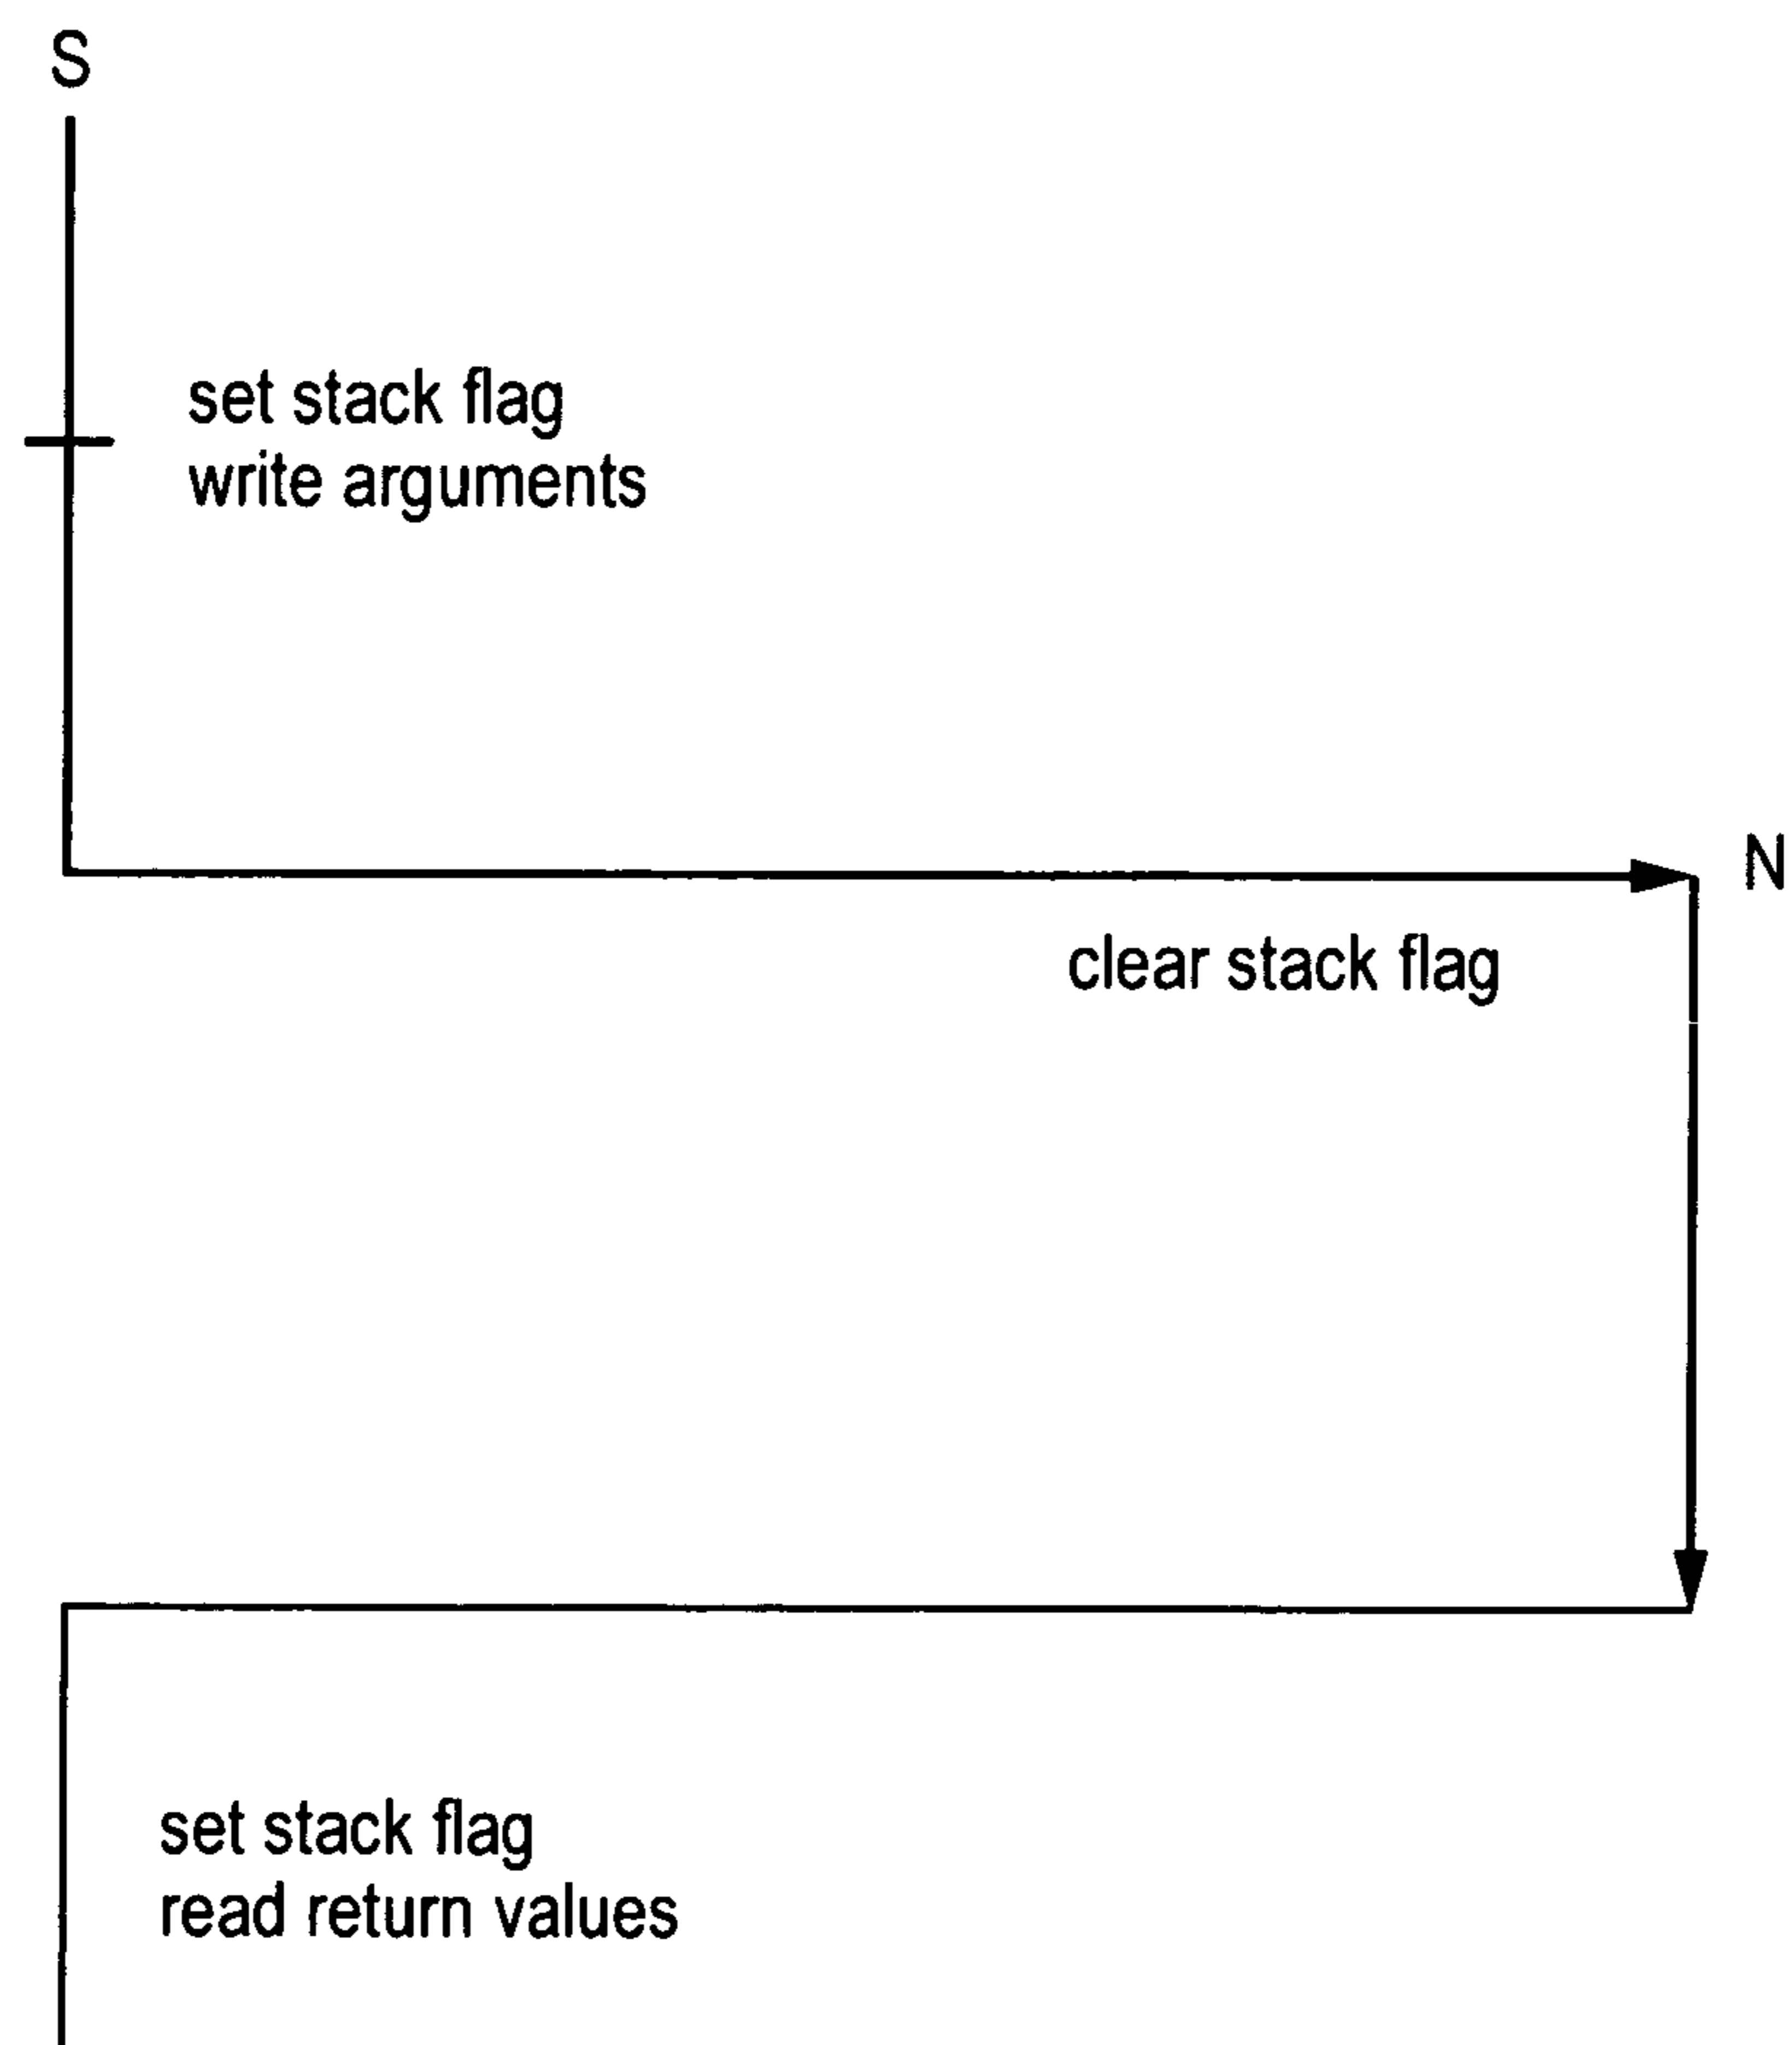 S
set stack flag
write arguments
N
clear stack flag
set stack flag
read return values